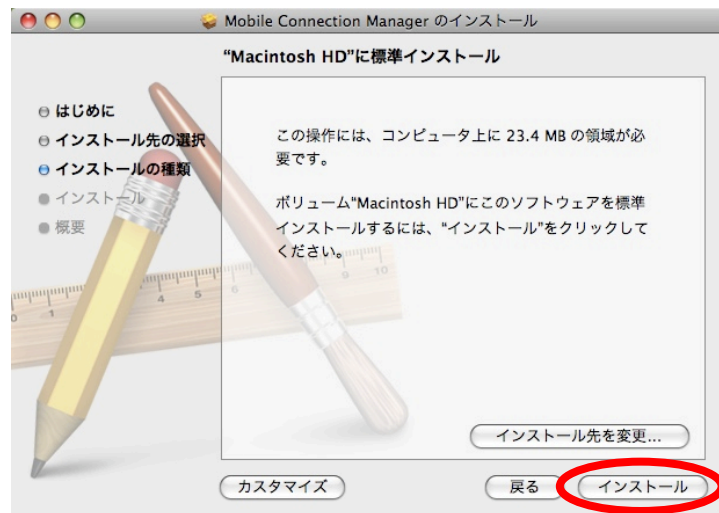 Mobile Connection Manager のインストール
“Macintosh HD”に標準インストール
はじめに
インストール先の選択
インストールの種類
インストール
概要
この操作には、コンピュータ上に 23.4 MB の領域が必
要です。
ボリューム“Macintosh HD”にこのソフトウェアを標準
インストールするには、“インストール”をクリックして
ください。
0 1 4 5 6 9 10
インストール先を変更...
カスタマイズ
戻る
インストール